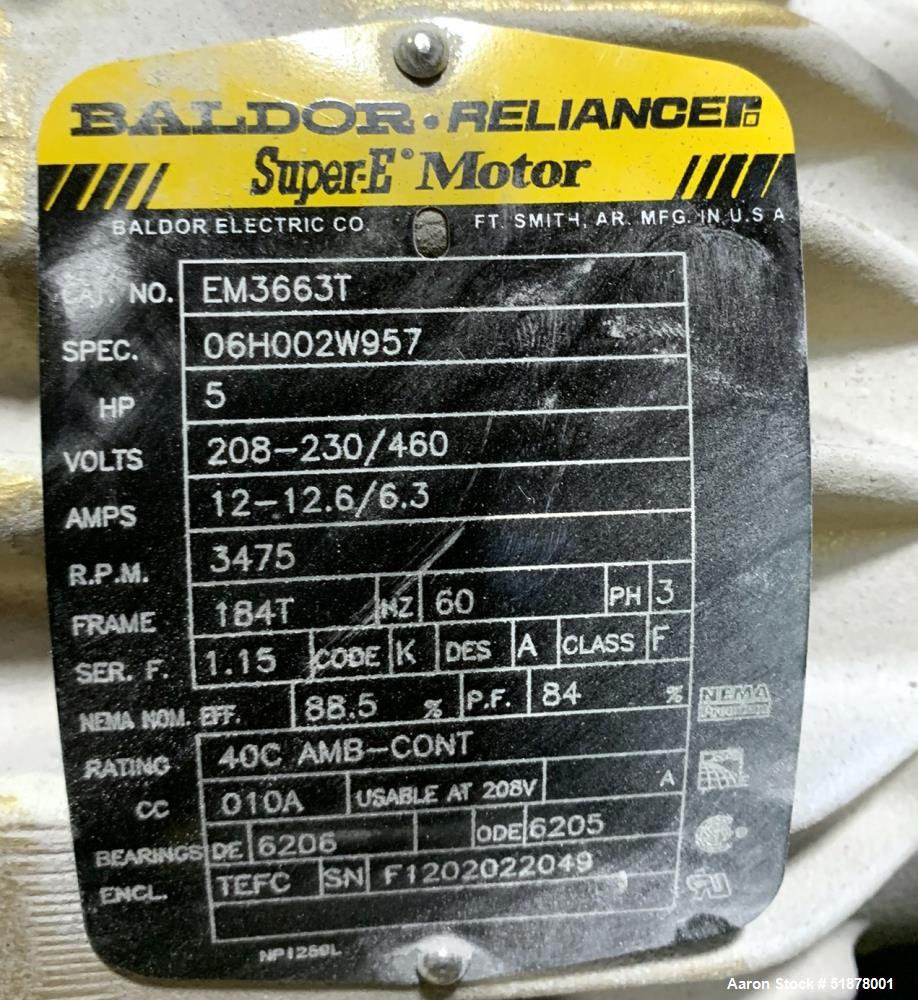 BALDOR · RELIANCER
Super-E Motor
BALDOR ELECTRIC CO. FT. SMITH, AR. MFG. IN U.S A
CAT. NO. EM3663T
SPEC. 06H002W957
HP 5
VOLTS 208-230/460
AMPS 12-12.6/6.3
R.P.M. 3475
FRAME 184T HZ 60 PH 3
SER. F. 1.15 CODE K DES A CLASS F
NEMA NOM. EFF. 88.5 % P.F. 84 %
NEMA
Premium
RATING 40C AMB-CONT
CC 010A USABLE AT 208V A
BEARINGS DE 6206 ODE 6205
ENCL. TEFC SN F1202022049
NP1259L
Aaron Stock # 51878001